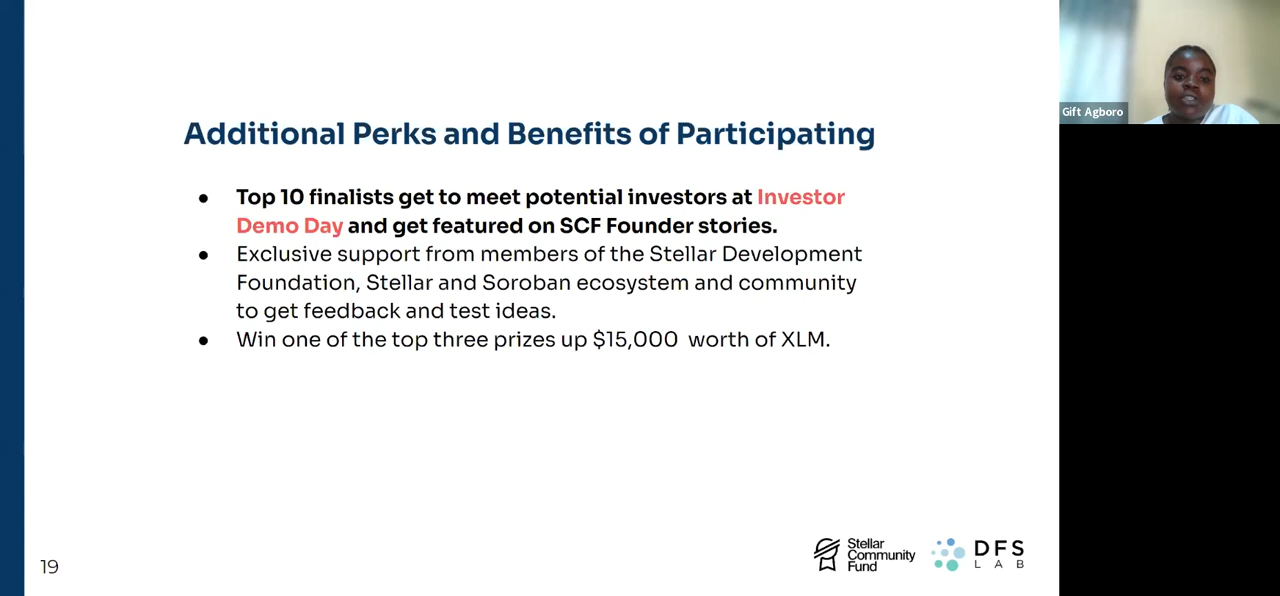 Additional Perks and Benefits of Participating
● Top 10 finalists get to meet potential investors at Investor
Demo Day and get featured on SCF Founder stories.
● Exclusive support from members of the Stellar Development
Foundation, Stellar and Soroban ecosystem and community
to get feedback and test ideas.
● Win one of the top three prizes up $15,000 worth of XLM.
19
Stellar
Community
Fund
DFS
LAB
Gift Agboro